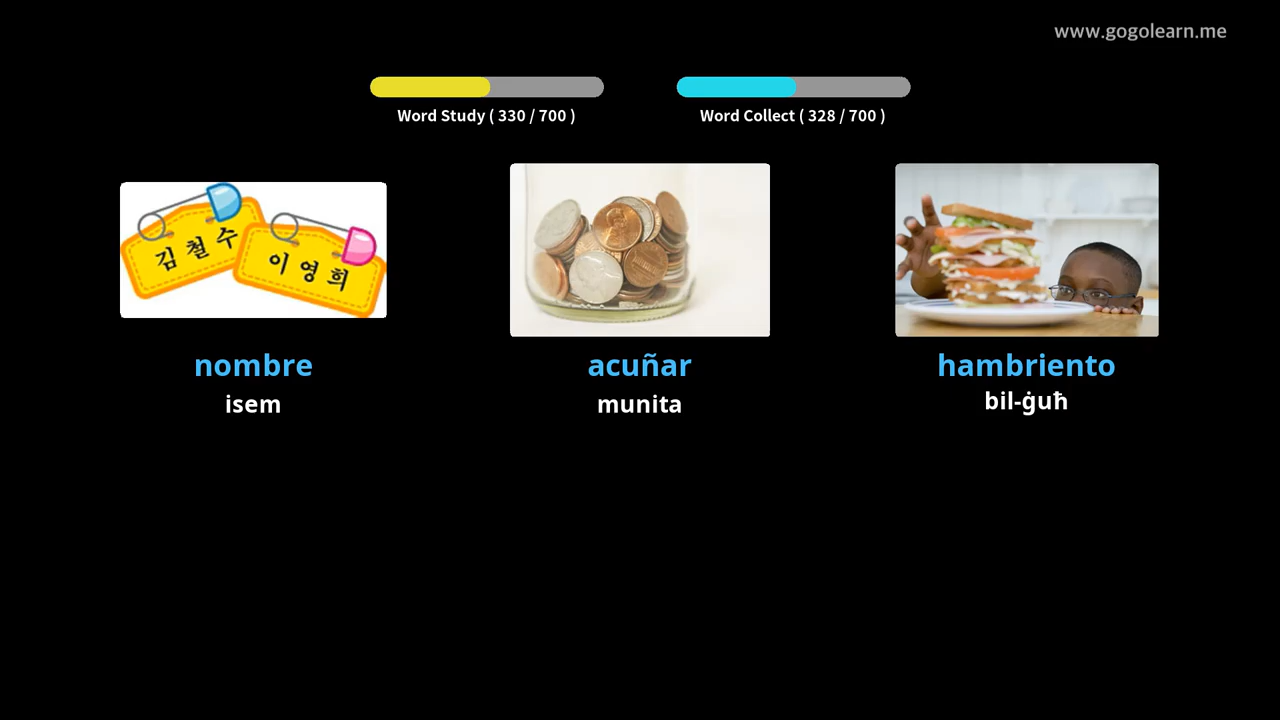 www.gogolearn.me
Word Study ( 330 / 700 )
Word Collect ( 328 / 700 )
김철수
이영희
nombre
acuñar
hambriento
isem
munita
bil-ġuħ